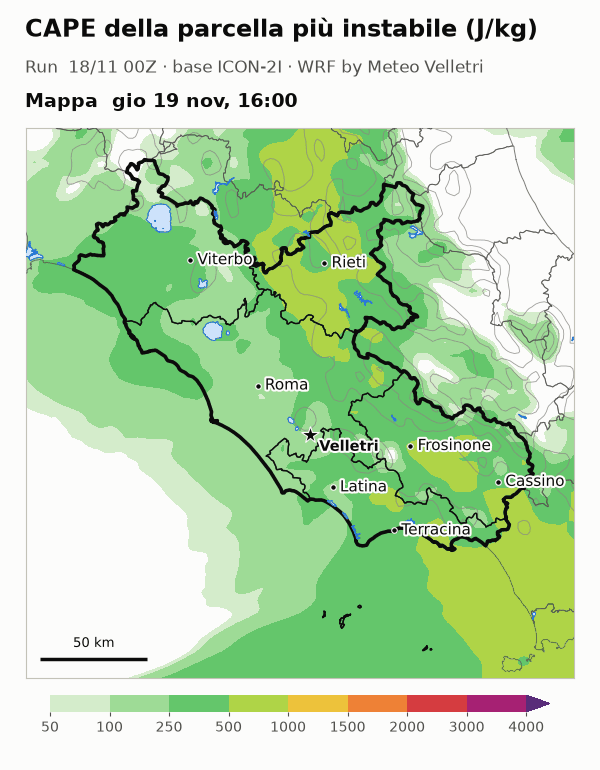 CAPE della parcella più instabile (J/kg)
Run  18/11 00Z · base ICON-2I · WRF by Meteo Velletri
Mappa  gio 19 nov, 16:00
Viterbo
Rieti
Roma
Velletri
Frosinone
Cassino
Latina
Terracina
50 km
50 100 250 500 1000 1500 2000 3000 4000